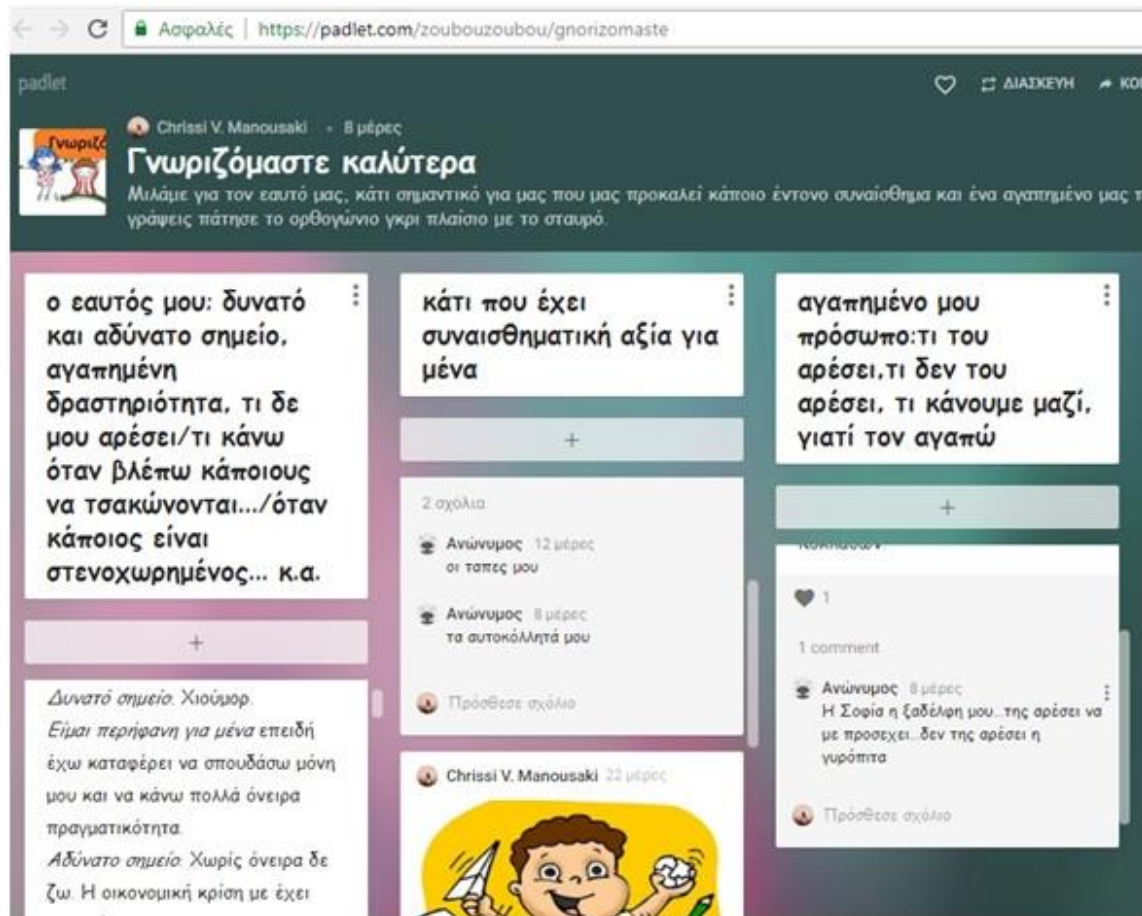 Ασφαλές | https://padlet.com/zoubouzoubou/gnorizomaste
padlet
ΔΙΑΣΚΕΥΗ
Γνωριζό
Chrissi V. Manousaki • 8 μέρες
Γνωριζόμαστε καλύτερα
Μιλάμε για τον εαυτό μας, κάτι σημαντικό για μας που μας προκαλεί κάποιο έντονο συναίσθημα και ένα αγαπημένο μας
γράψεις πάτησε το ορθογώνιο γκρι πλαίσιο με το σταυρό.
ο εαυτός μου: δυνατό
και αδύνατο σημείο,
αγαπημένη
δραστηριότητα, τι δε
μου αρέσει/τι κάνω
όταν βλέπω κάποιους
να τσακώνονται.../όταν
κάποιος είναι
στενοχωρημένος... κ.α.
+
Δυνατό σημείο: Χιούμορ.
Είμαι περήφανη για μένα επειδή
έχω καταφέρει να σπουδάσω μόνη
μου και να κάνω πολλά όνειρα
πραγματικότητα.
Αδύνατο σημείο: Χωρίς όνειρα δε
ζω. Η οικονομική κρίση με έχει
κάτι που έχει
συναισθηματική αξία για
μένα
+
2 σχόλια
Ανώνυμος 12 μέρες
οι ταπες μου
Ανώνυμος 8 μέρες
τα αυτοκόλλητά μου
Πρόσθεσε σχόλιο
Chrissi V. Manousaki 22 μέρες
αγαπημένο μου
πρόσωπο:τι του
αρέσει,τι δεν του
αρέσει, τι κάνουμε μαζί,
γιατί τον αγαπώ
+
1
1 comment
Ανώνυμος 8 μέρες
Η Σοφία η ξαδέλφη μου...της αρέσει να
με προσεχει...δεν της αρέσει η
γυρόπιτα
Πρόσθεσε σχόλιο